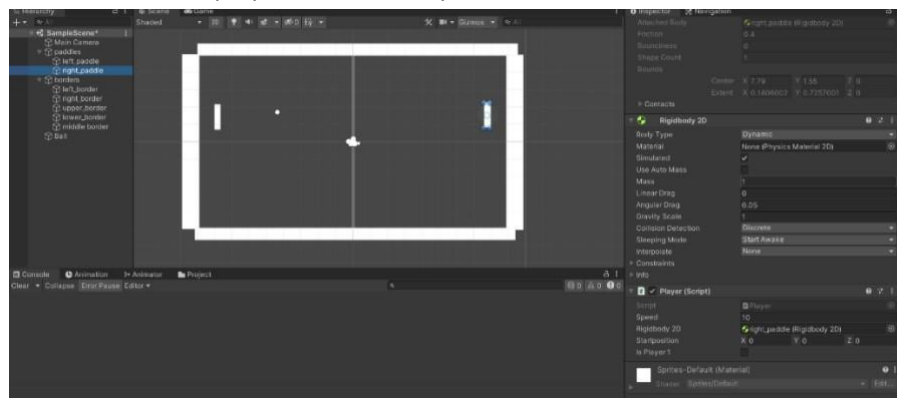 Hierarchy
Scene
Game
Inspector
Navigation
All
Shaded
2D
Gizmos
All
SampleScene*
Main Camera
paddles
left_paddle
right_paddle
borders
left_border
right border
upper_border
lower_border
middle border
Ball
Attached Body right_paddle (Rigidbody 2D)
Friction 0.4
Bounciness 0
Shape Count 1
Bounds
Center X 7.79 Y 1.55 Z 0
Extent Y 0.7257601 Z 0
Contacts
Rigidbody 2D
Body Type Dynamic
Material None (Physics Material 2D)
Simulated
Use Auto Mass
Mass 1
Linear Drag 0
Angular Drag 0.05
Gravity Scale 1
Collision Detection Discrete
Sleeping Mode Start Awake
Interpolate None
Constraints
Info
Player (Script)
Script Player
Speed 10
Rigidbody 2D right_paddle (Rigidbody 2D)
Startposition X 0 Y 0 Z 0
Is Player 1
Sprites-Default (Material)
Shader Sprites/Default Edit...
Console
Animation
Animator
Project
Clear Collapse Error Pause Editor
0 0 0